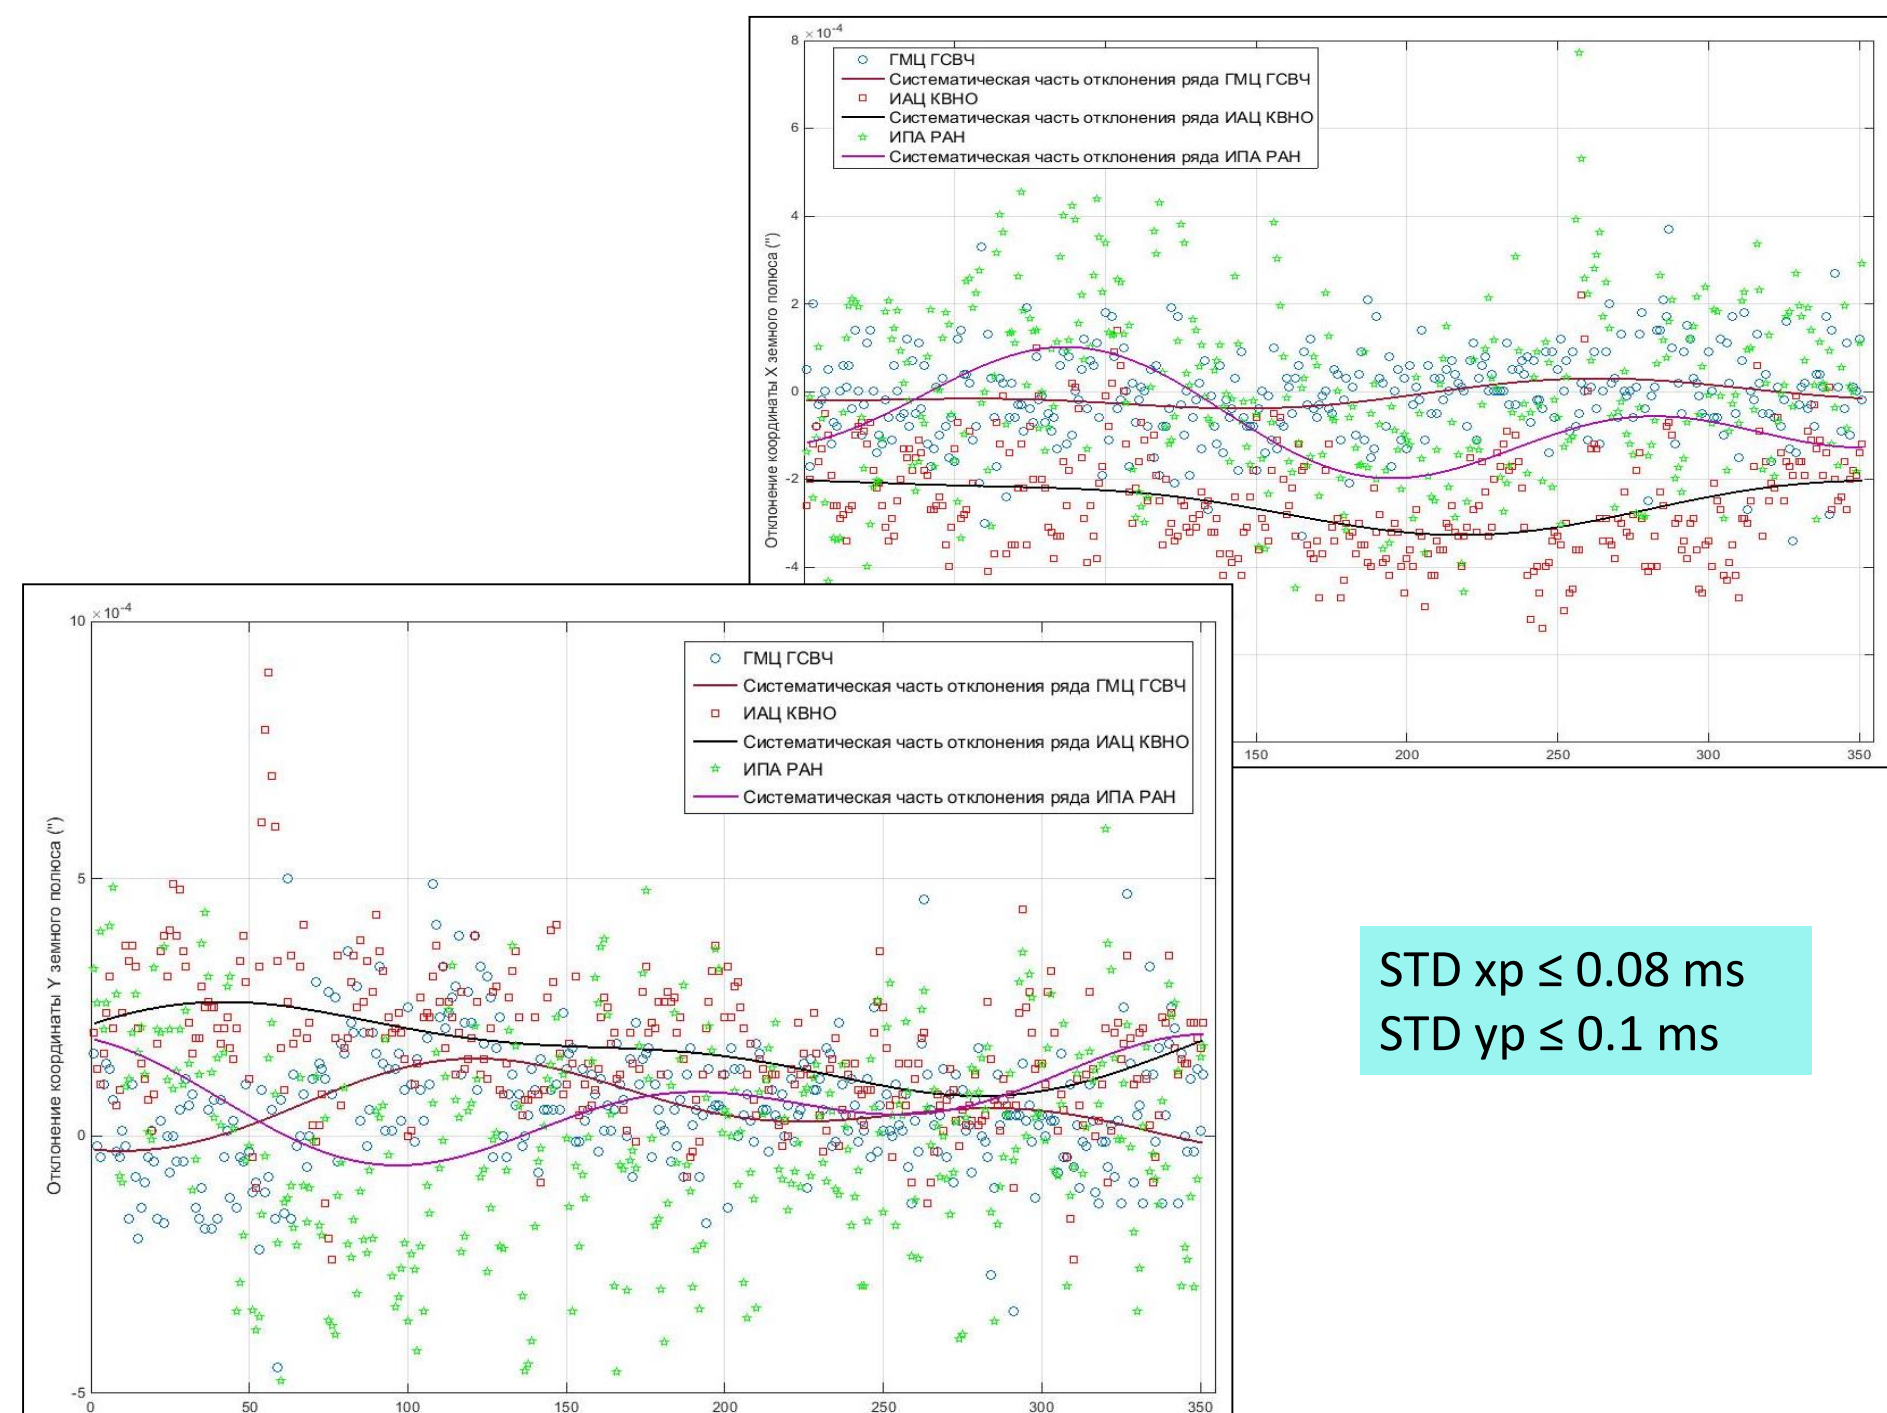 8
×10⁻⁴
ГМЦ ГСВЧ
Систематическая часть отклонения ряда ГМЦ ГСВЧ
ИАЦ КВНО
Систематическая часть отклонения ряда ИАЦ КВНО
ИПА РАН
Систематическая часть отклонения ряда ИПА РАН
6
4
2
0
-2
-4
Отклонение координаты X земного полюса (")
150 200 250 300 350
10
×10⁻⁴
ГМЦ ГСВЧ
Систематическая часть отклонения ряда ГМЦ ГСВЧ
ИАЦ КВНО
Систематическая часть отклонения ряда ИАЦ КВНО
ИПА РАН
Систематическая часть отклонения ряда ИПА РАН
5
0
-5
Отклонение координаты Y земного полюса (")
0 50 100 150 200 250 300 350
STD xp ≤ 0.08 ms
STD yp ≤ 0.1 ms